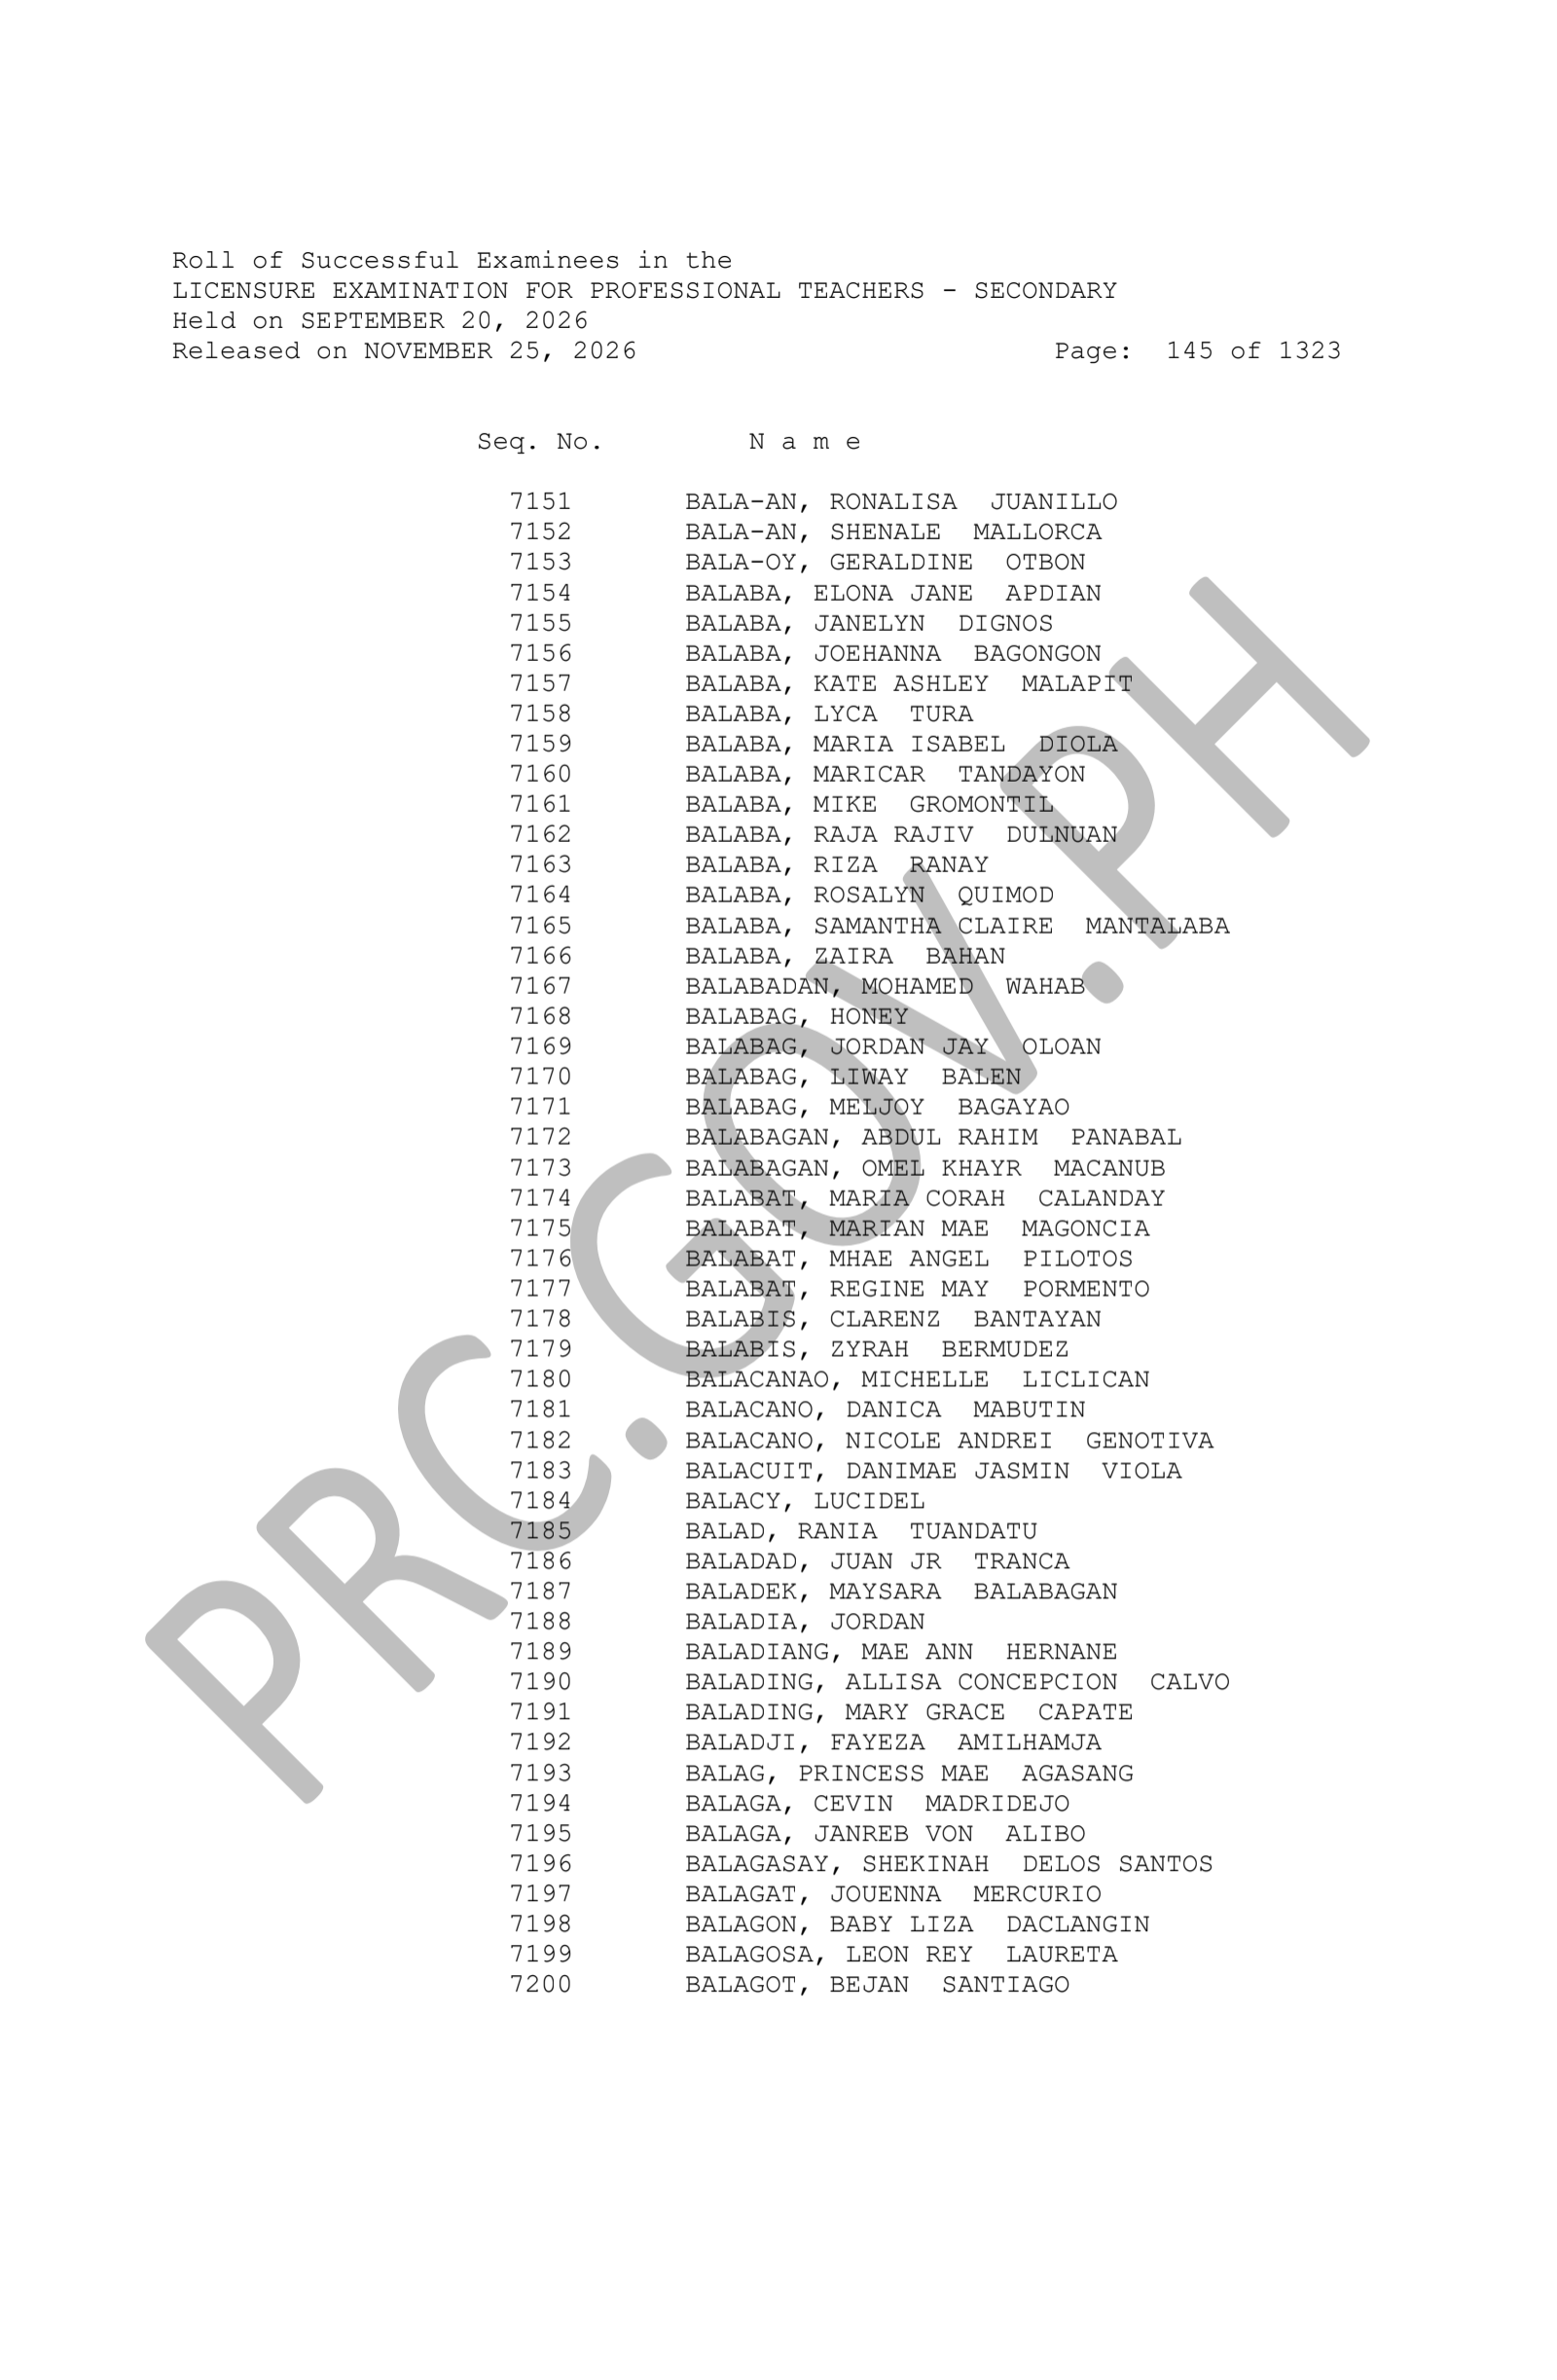 Roll of Successful Examinees in the
LICENSURE EXAMINATION FOR PROFESSIONAL TEACHERS - SECONDARY
Held on SEPTEMBER 20, 2026
Released on NOVEMBER 25, 2026 Page: 145 of 1323
Seq. No. N a m e
7151 BALA-AN, RONALISA JUANILLO
7152 BALA-AN, SHENALE MALLORCA
7153 BALA-OY, GERALDINE OTBON
7154 BALABA, ELONA JANE APDIAN
7155 BALABA, JANELYN DIGNOS
7156 BALABA, JOEHANNA BAGONGON
7157 BALABA, KATE ASHLEY MALAPIT
7158 BALABA, LYCA TURA
7159 BALABA, MARIA ISABEL DIOLA
7160 BALABA, MARICAR TANDAYON
7161 BALABA, MIKE GROMONTIL
7162 BALABA, RAJA RAJIV DULNUAN
7163 BALABA, RIZA RANAY
7164 BALABA, ROSALYN QUIMOD
7165 BALABA, SAMANTHA CLAIRE MANTALABA
7166 BALABA, ZAIRA BAHAN
7167 BALABADAN, MOHAMED WAHAB
7168 BALABAG, HONEY
7169 BALABAG, JORDAN JAY OLOAN
7170 BALABAG, LIWAY BALEN
7171 BALABAG, MELJOY BAGAYAO
7172 BALABAGAN, ABDUL RAHIM PANABAL
7173 BALABAGAN, OMEL KHAYR MACANUB
7174 BALABAT, MARIA CORAH CALANDAY
7175 BALABAT, MARIAN MAE MAGONCIA
7176 BALABAT, MHAE ANGEL PILOTOS
7177 BALABAT, REGINE MAY PORMENTO
7178 BALABIS, CLARENZ BANTAYAN
7179 BALABIS, ZYRAH BERMUDEZ
7180 BALACANAO, MICHELLE LICLICAN
7181 BALACANO, DANICA MABUTIN
7182 BALACANO, NICOLE ANDREI GENOTIVA
7183 BALACUIT, DANIMAE JASMIN VIOLA
7184 BALACY, LUCIDEL
7185 BALAD, RANIA TUANDATU
7186 BALADAD, JUAN JR TRANCA
7187 BALADEK, MAYSARA BALABAGAN
7188 BALADIA, JORDAN
7189 BALADIANG, MAE ANN HERNANE
7190 BALADING, ALLISA CONCEPCION CALVO
7191 BALADING, MARY GRACE CAPATE
7192 BALADJI, FAYEZA AMILHAMJA
7193 BALAG, PRINCESS MAE AGASANG
7194 BALAGA, CEVIN MADRIDEJO
7195 BALAGA, JANREB VON ALIBO
7196 BALAGASAY, SHEKINAH DELOS SANTOS
7197 BALAGAT, JOUENNA MERCURIO
7198 BALAGON, BABY LIZA DACLANGIN
7199 BALAGOSA, LEON REY LAURETA
7200 BALAGOT, BEJAN SANTIAGO
PRC.GOV.PH